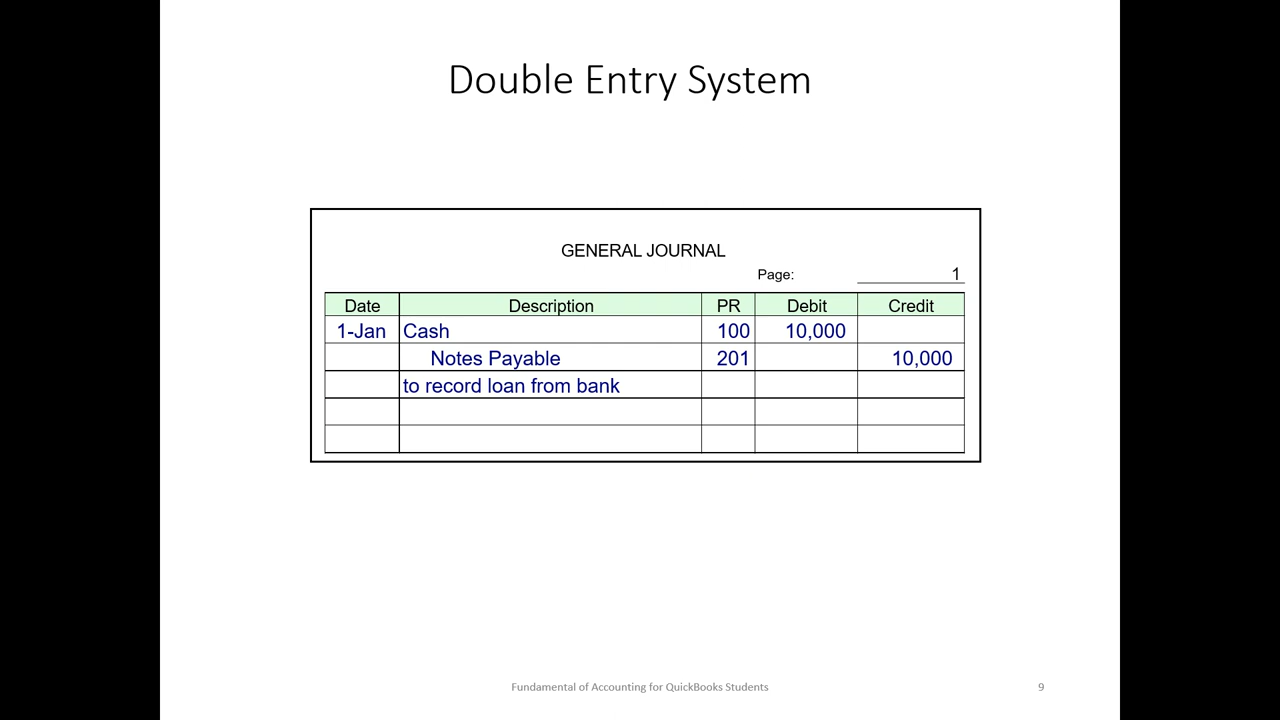 Double Entry System
GENERAL JOURNAL
Page: 1
Date Description PR Debit Credit
1-Jan Cash 100 10,000
Notes Payable 201 10,000
to record loan from bank
Fundamental of Accounting for QuickBooks Students 9